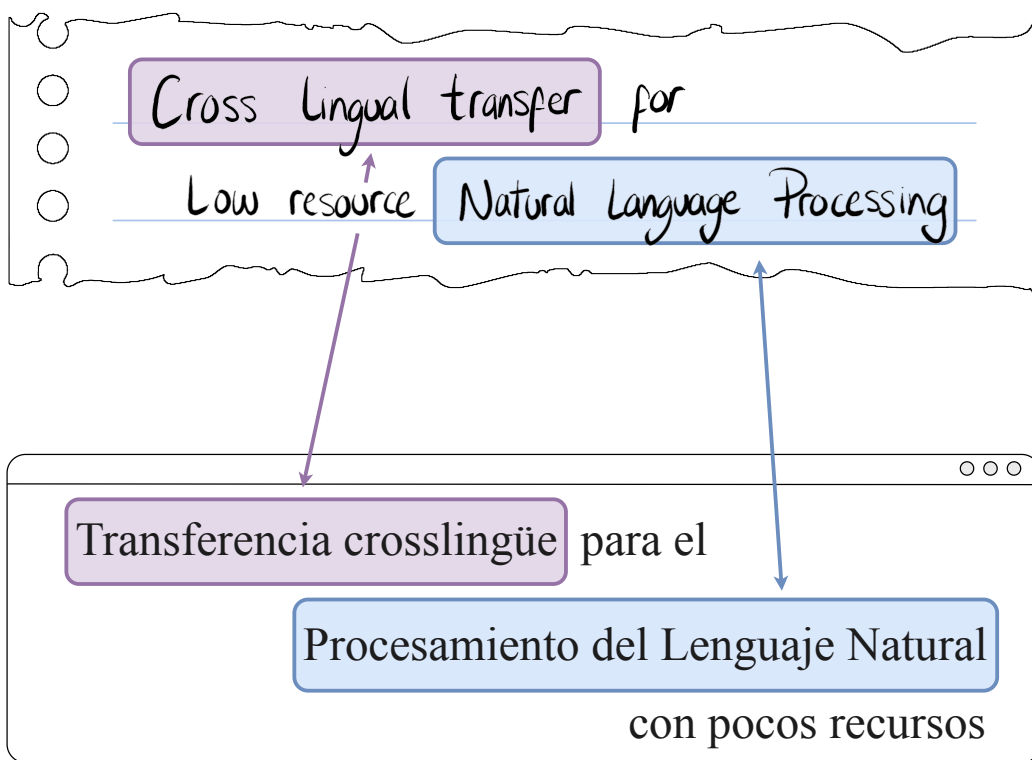 Cross Lingual transfer for
Low resource Natural Language Processing
Transferencia crosslingüe para el
Procesamiento del Lenguaje Natural
con pocos recursos